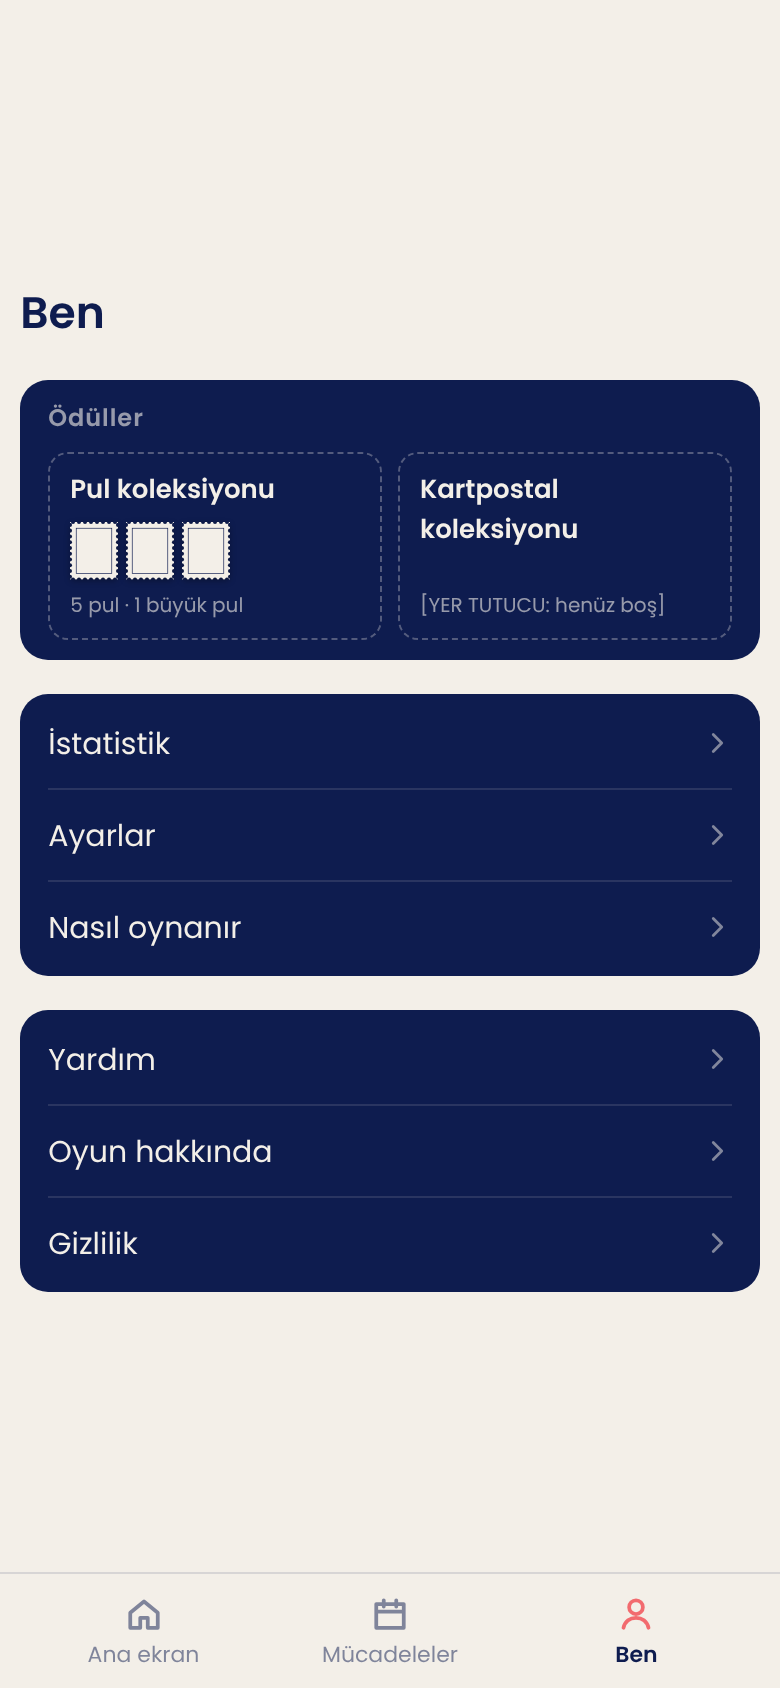 Ben
Ödüller
Pul koleksiyonu
5 pul · 1 büyük pul
Kartpostal
koleksiyonu
[YER TUTUCU: henüz boş]
İstatistik
Ayarlar
Nasıl oynanır
Yardım
Oyun hakkında
Gizlilik
Ana ekran
Mücadeleler
Ben